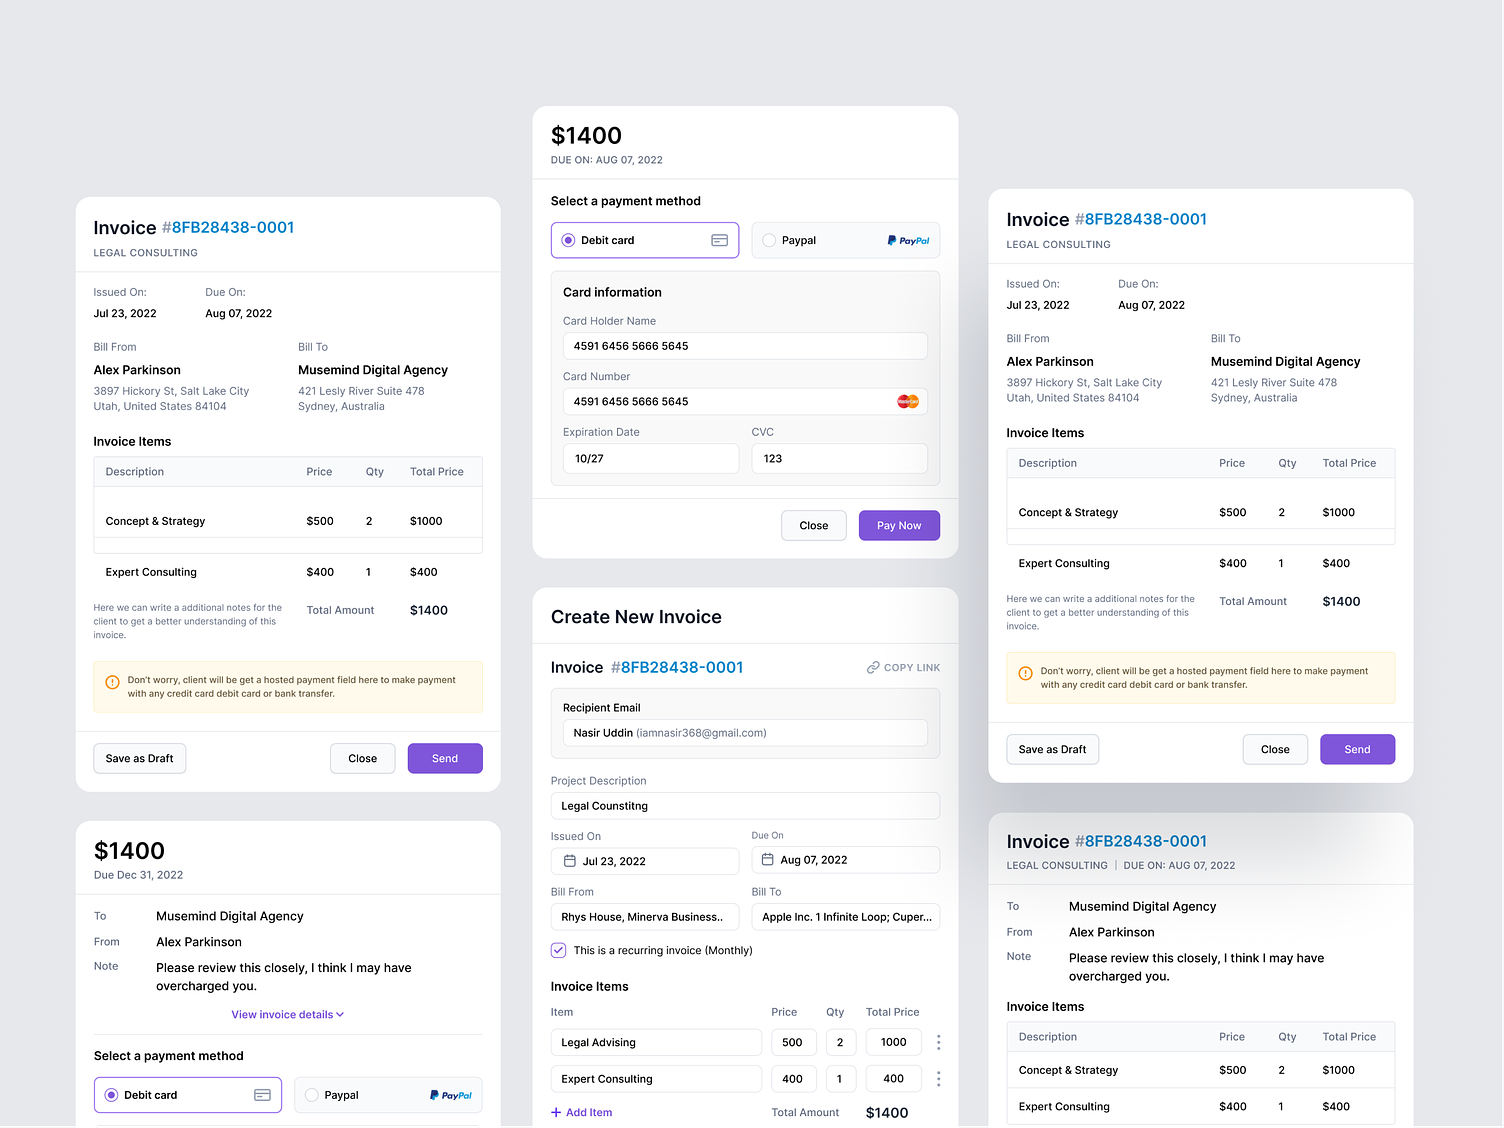 Invoice #8FB28438-0001
LEGAL CONSULTING
Issued On: Due On:
Jul 23, 2022 Aug 07, 2022
Bill From Bill To
Alex Parkinson Musemind Digital Agency
3897 Hickory St, Salt Lake City 421 Lesly River Suite 478
Utah, United States 84104 Sydney, Australia
Invoice Items
Description Price Qty Total Price
Concept & Strategy $500 2 $1000
Expert Consulting $400 1 $400
Here we can write a additional notes for the Total Amount $1400
client to get a better understanding of this
invoice.
Don't worry, client will be get a hosted payment field here to make payment
with any credit card debit card or bank transfer.
Save as Draft Close Send
$1400
Due Dec 31, 2022
To Musemind Digital Agency
From Alex Parkinson
Note Please review this closely, I think I may have
overcharged you.
View invoice details
Select a payment method
Debit card Paypal PayPal
$1400
DUE ON: AUG 07, 2022
Select a payment method
Debit card Paypal PayPal
Card information
Card Holder Name
4591 6456 5666 5645
Card Number
4591 6456 5666 5645 MasterCard
Expiration Date CVC
10/27 123
Close Pay Now
Create New Invoice
Invoice #8FB28438-0001 COPY LINK
Recipient Email
Nasir Uddin (iamnasir368@gmail.com)
Project Description
Legal Counstitng
Issued On Due On
Jul 23, 2022 Aug 07, 2022
Bill From Bill To
Rhys House, Minerva Business.. Apple Inc. 1 Infinite Loop; Cuper...
This is a recurring invoice (Monthly)
Invoice Items
Item Price Qty Total Price
Legal Advising 500 2 1000
Expert Consulting 400 1 400
+ Add Item Total Amount $1400
Invoice #8FB28438-0001
LEGAL CONSULTING
Issued On: Due On:
Jul 23, 2022 Aug 07, 2022
Bill From Bill To
Alex Parkinson Musemind Digital Agency
3897 Hickory St, Salt Lake City 421 Lesly River Suite 478
Utah, United States 84104 Sydney, Australia
Invoice Items
Description Price Qty Total Price
Concept & Strategy $500 2 $1000
Expert Consulting $400 1 $400
Here we can write a additional notes for the Total Amount $1400
client to get a better understanding of this
invoice.
Don't worry, client will be get a hosted payment field here to make payment
with any credit card debit card or bank transfer.
Save as Draft Close Send
Invoice #8FB28438-0001
LEGAL CONSULTING | DUE ON: AUG 07, 2022
To Musemind Digital Agency
From Alex Parkinson
Note Please review this closely, I think I may have
overcharged you.
Invoice Items
Description Price Qty Total Price
Concept & Strategy $500 2 $1000
Expert Consulting $400 1 $400